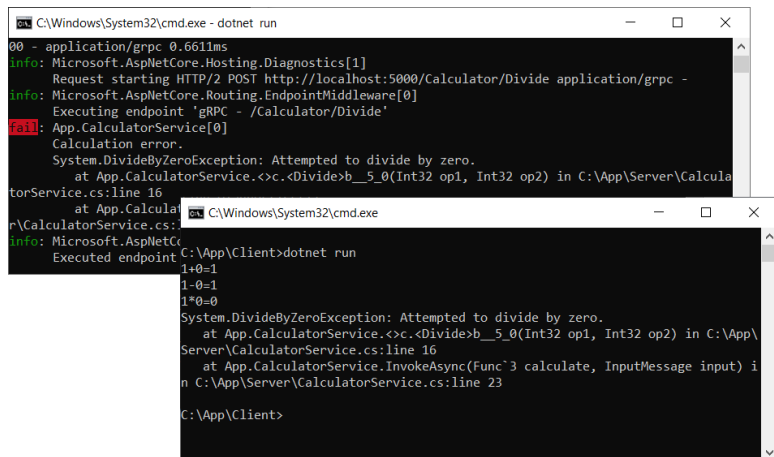 C:\Windows\System32\cmd.exe - dotnet run
00 - application/grpc 0.6611ms
info: Microsoft.AspNetCore.Hosting.Diagnostics[1]
Request starting HTTP/2 POST http://localhost:5000/Calculator/Divide application/grpc -
info: Microsoft.AspNetCore.Routing.EndpointMiddleware[0]
Executing endpoint 'gRPC - /Calculator/Divide'
fail: App.CalculatorService[0]
Calculation error.
System.DivideByZeroException: Attempted to divide by zero.
at App.CalculatorService.<>c.<Divide>b__5_0(Int32 op1, Int32 op2) in C:\App\Server\Calcula
torService.cs:line 16
at App.Calculat
r\CalculatorService.cs:
info: Microsoft.AspNetCo
Executed endpoint
C:\Windows\System32\cmd.exe
C:\App\Client>dotnet run
1+0=1
1-0=1
1*0=0
System.DivideByZeroException: Attempted to divide by zero.
at App.CalculatorService.<>c.<Divide>b__5_0(Int32 op1, Int32 op2) in C:\App\
Server\CalculatorService.cs:line 16
at App.CalculatorService.InvokeAsync(Func`3 calculate, InputMessage input) i
n C:\App\Server\CalculatorService.cs:line 23
C:\App\Client>